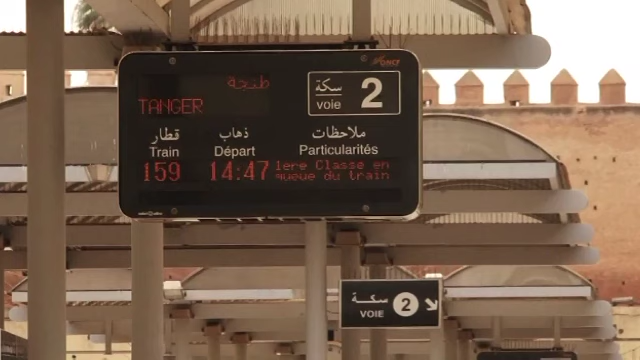 ONCF
طنجة
TANGER
سكة
voie 2
قطار ذهاب ملاحظات
Train Départ Particularités
159 14:47 1ere Classe en
queue du train
سكة
VOIE 2